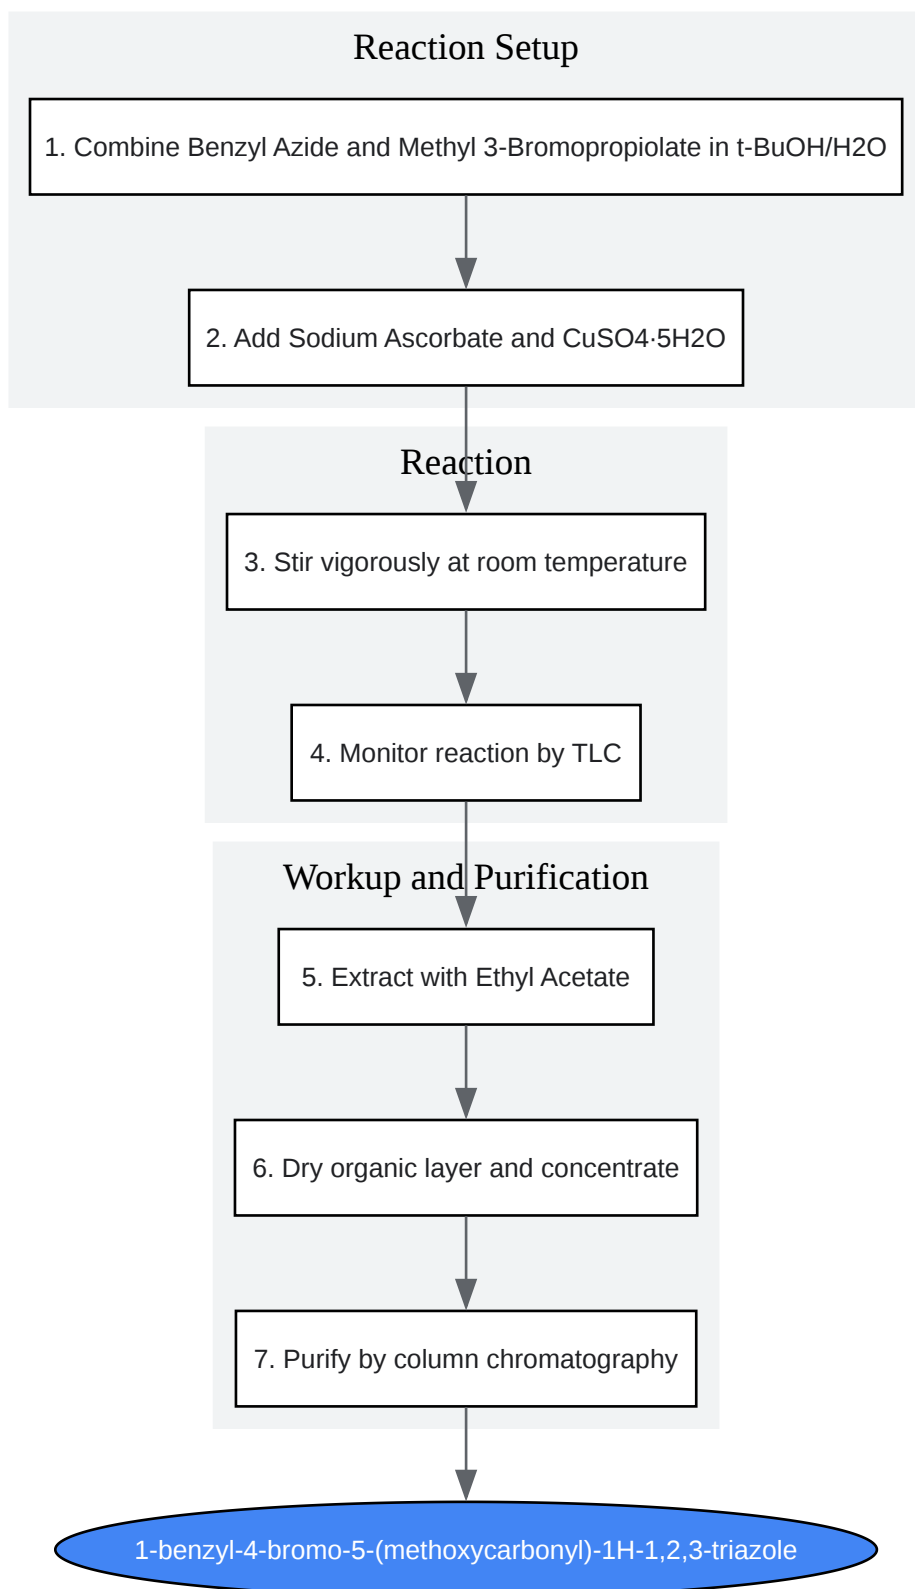 Reaction Setup
1. Combine Benzyl Azide and Methyl 3-Bromopropiolate in t-BuOH/H2O
2. Add Sodium Ascorbate and CuSO4·5H2O
Reaction
3. Stir vigorously at room temperature
4. Monitor reaction by TLC
Workup and Purification
5. Extract with Ethyl Acetate
6. Dry organic layer and concentrate
7. Purify by column chromatography
1-benzyl-4-bromo-5-(methoxycarbonyl)-1H-1,2,3-triazole